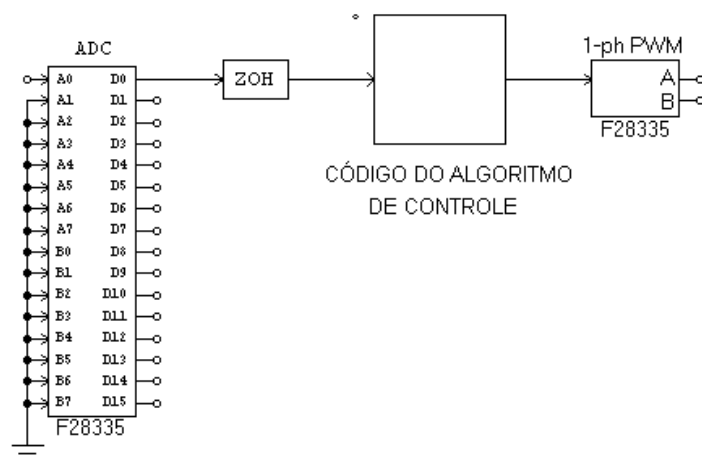 ADC
A0 D0
A1 D1
A2 D2
A3 D3
A4 D4
A5 D5
A6 D6
A7 D7
B0 D8
B1 D9
B2 D10
B3 D11
B4 D12
B5 D13
B6 D14
B7 D15
F28335
ZOH
CÓDIGO DO ALGORITMO
DE CONTROLE
1-ph PWM
A
B
F28335